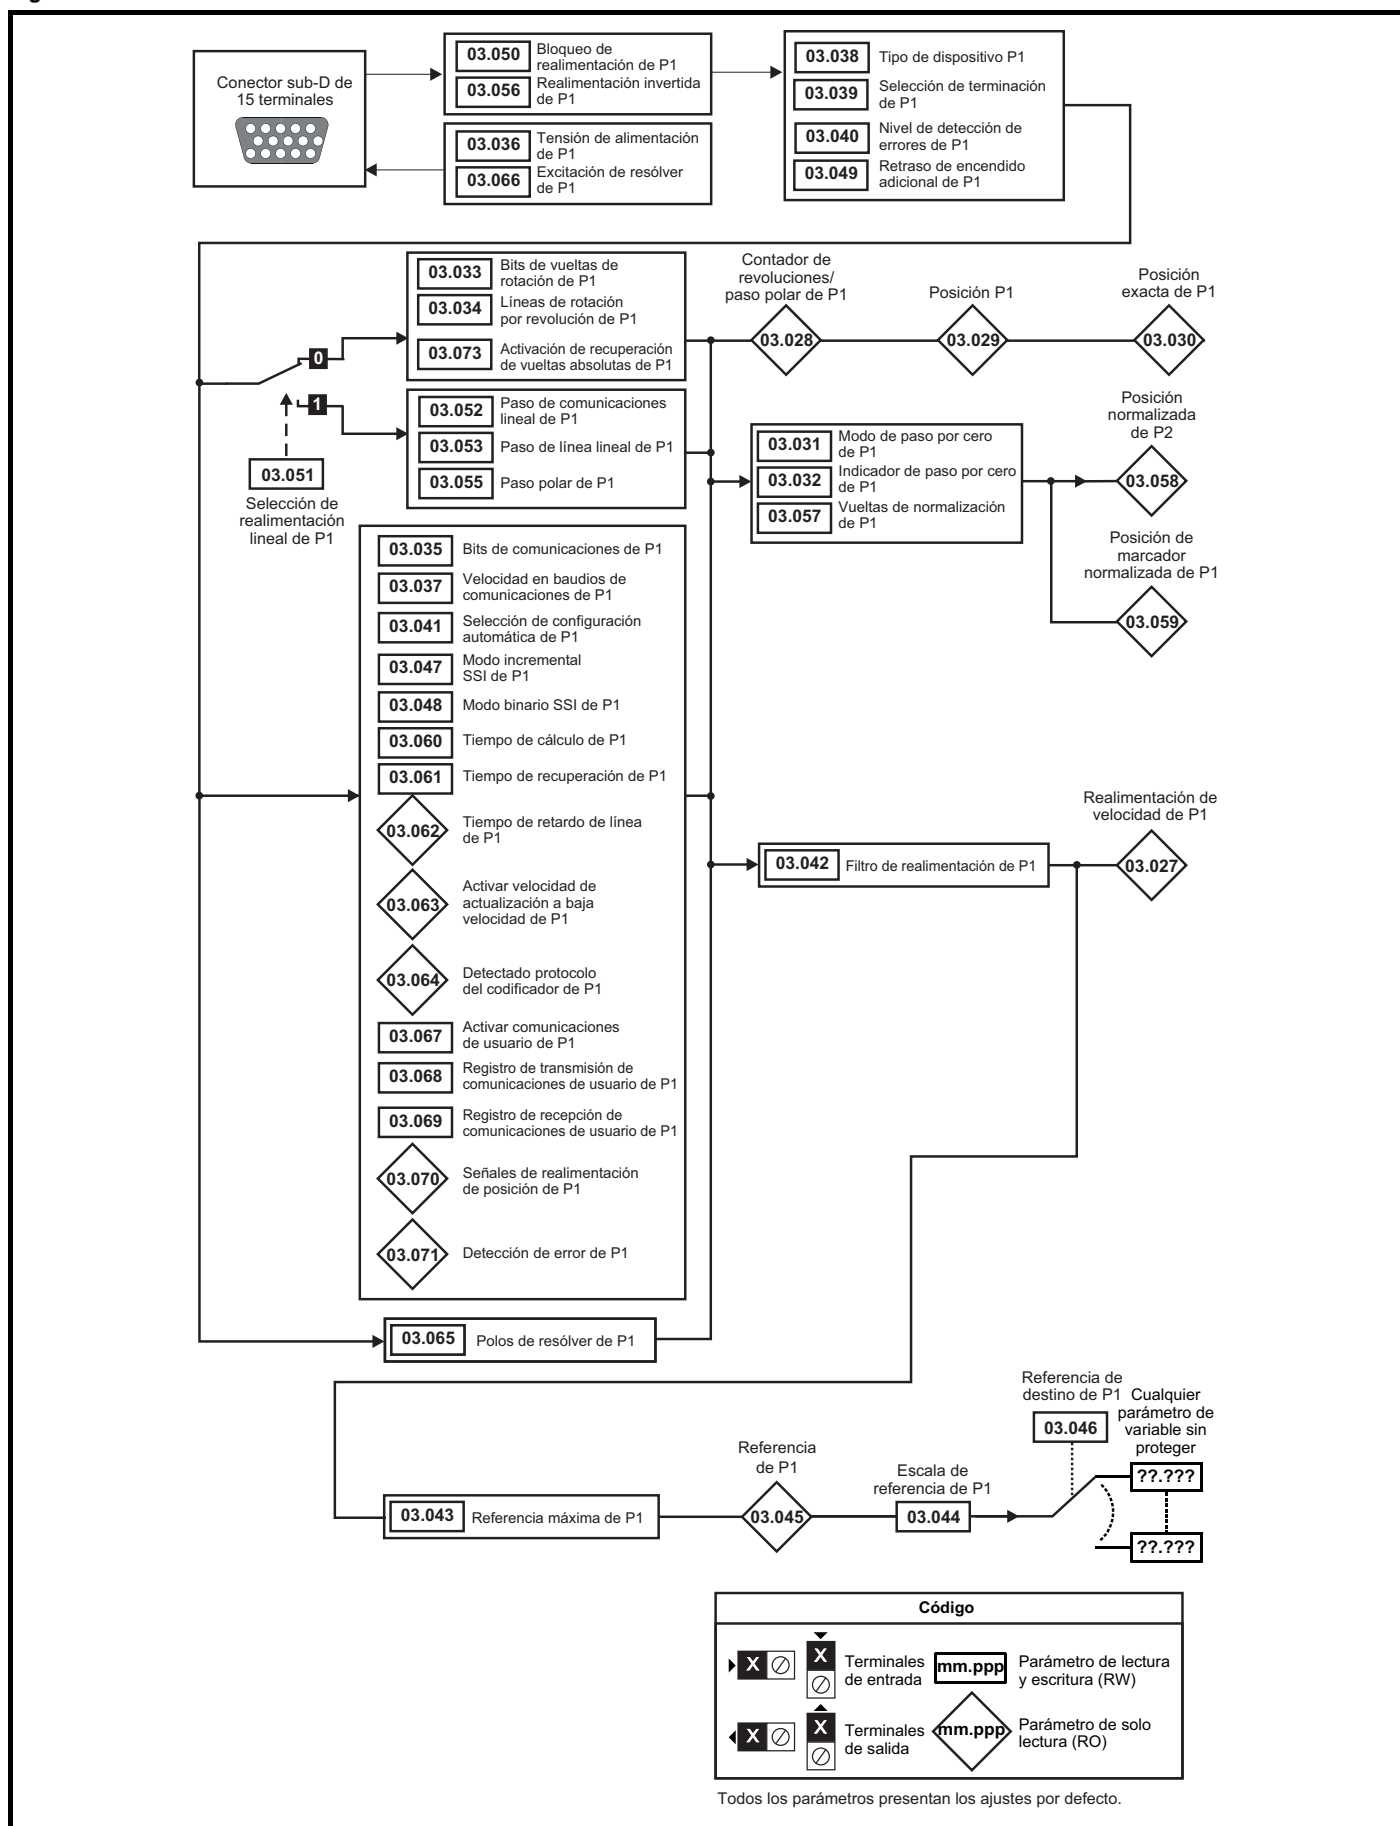 Conector sub-D de
15 terminales
03.050
Bloqueo de
realimentación de P1
03.056
Realimentación invertida
de P1
03.036
Tensión de alimentación
de P1
03.066
Excitación de resólver
de P1
03.038
Tipo de dispositivo P1
03.039
Selección de terminación
de P1
03.040
Nivel de detección de
errores de P1
03.049
Retraso de encendido
adicional de P1
03.033
Bits de vueltas de
rotación de P1
03.034
Líneas de rotación
por revolución de P1
03.073
Activación de recuperación
de vueltas absolutas de P1
0
1
03.051
Selección de
realimentación
lineal de P1
03.052
Paso de comunicaciones
lineal de P1
03.053
Paso de línea lineal de P1
03.055
Paso polar de P1
Contador de
revoluciones/
paso polar de P1
03.028
Posición P1
03.029
Posición
exacta de P1
03.030
03.031
Modo de paso por cero
de P1
03.032
Indicador de paso por cero
de P1
03.057
Vueltas de normalización
de P1
Posición
normalizada
de P2
03.058
Posición de
marcador
normalizada de P1
03.059
03.035
Bits de comunicaciones de P1
03.037
Velocidad en baudios de
comunicaciones de P1
03.041
Selección de configuración
automática de P1
03.047
Modo incremental
SSI de P1
03.048
Modo binario SSI de P1
03.060
Tiempo de cálculo de P1
03.061
Tiempo de recuperación de P1
03.062
Tiempo de retardo de línea
de P1
03.063
Activar velocidad de
actualización a baja
velocidad de P1
03.064
Detectado protocolo
del codificador de P1
03.067
Activar comunicaciones
de usuario de P1
03.068
Registro de transmisión de
comunicaciones de usuario de P1
03.069
Registro de recepción de
comunicaciones de usuario de P1
03.070
Señales de realimentación
de posición de P1
03.071
Detección de error de P1
03.065
Polos de resólver de P1
03.042
Filtro de realimentación de P1
Realimentación de
velocidad de P1
03.027
03.043
Referencia máxima de P1
Referencia
de P1
03.045
Escala de
referencia de P1
03.044
Referencia de
destino de P1
03.046
Cualquier
parámetro de
variable sin
proteger
??.???
??.???
Código
X
X
Terminales
de entrada
mm.ppp
Parámetro de lectura
y escritura (RW)
X
X
Terminales
de salida
mm.ppp
Parámetro de solo
lectura (RO)
Todos los parámetros presentan los ajustes por defecto.